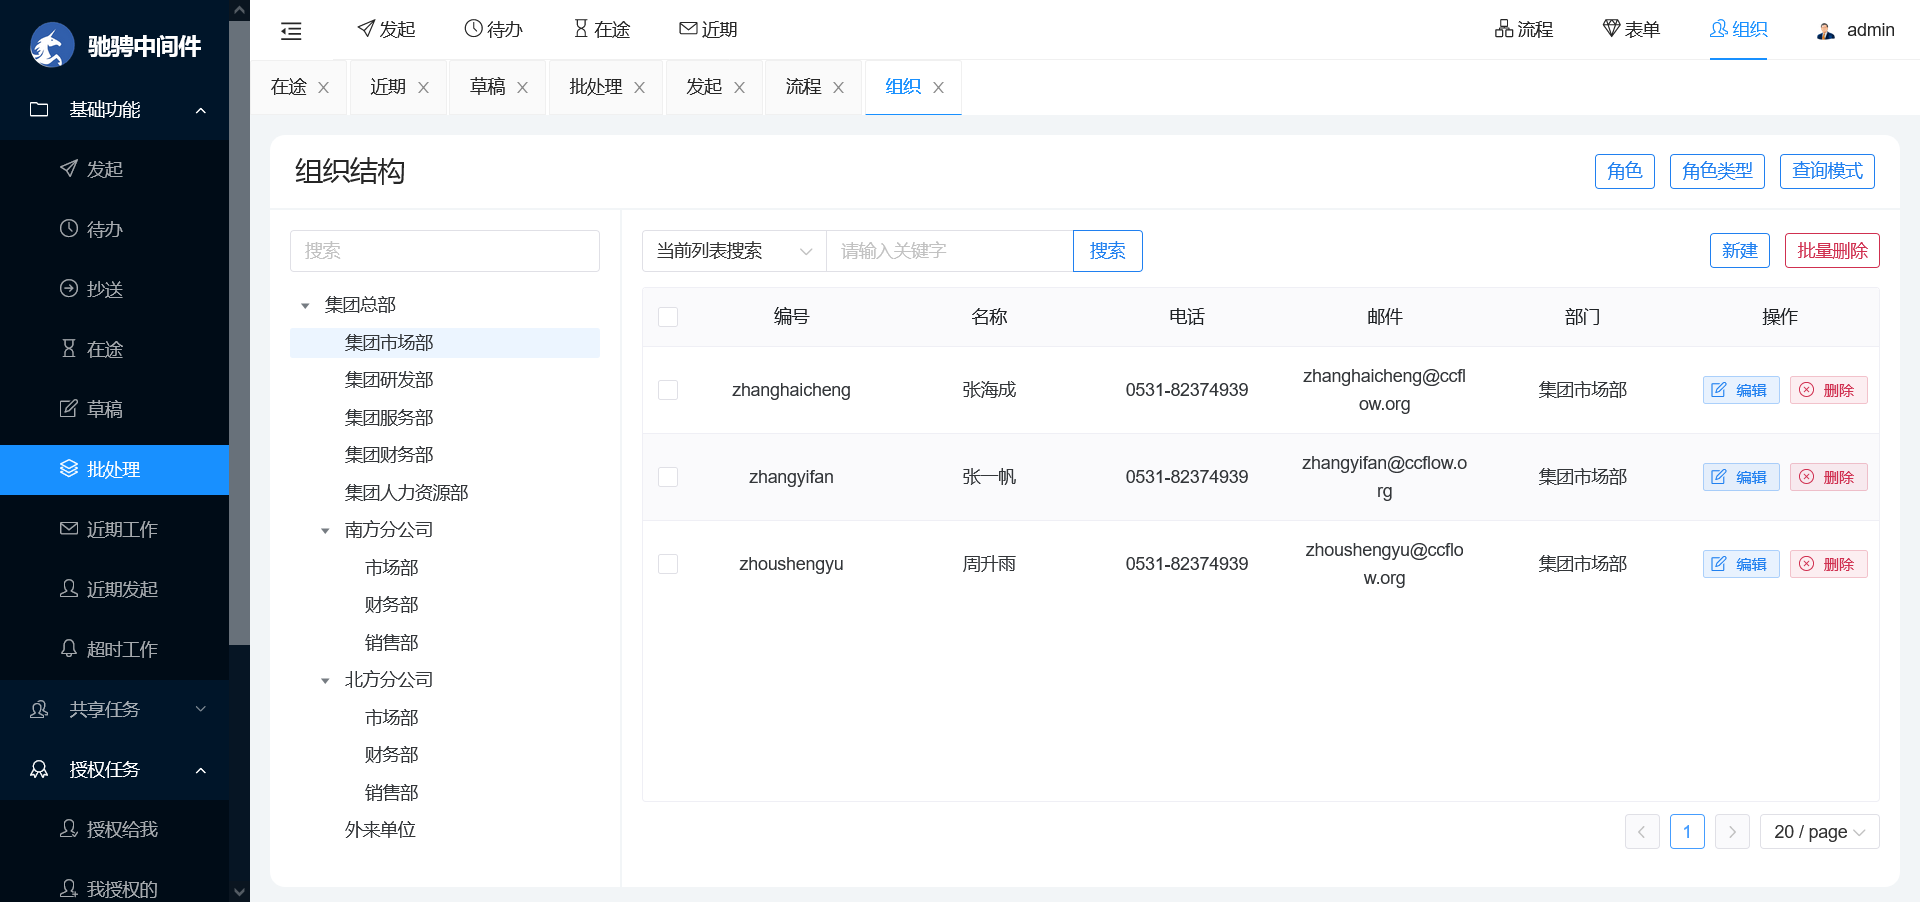 驰骋中间件
基础功能
发起
待办
抄送
在途
草稿
批处理
近期工作
近期发起
超时工作
共享任务
授权任务
授权给我
我授权的
发起 待办 在途 近期 流程 表单 组织 admin
在途 近期 草稿 批处理 发起 流程 组织
组织结构 角色 角色类型 查询模式
搜索
集团总部
集团市场部
集团研发部
集团服务部
集团财务部
集团人力资源部
南方分公司
市场部
财务部
销售部
北方分公司
市场部
财务部
销售部
外来单位
当前列表搜索 请输入关键字 搜索 新建 批量删除
编号 名称 电话 邮件 部门 操作
zhanghaicheng 张海成 0531-82374939 zhanghaicheng@ccfl 集团市场部 编辑 删除
ow.org
zhangyifan 张一帆 0531-82374939 zhangyifan@ccflow.o 集团市场部 编辑 删除
rg
zhoushengyu 周升雨 0531-82374939 zhoushengyu@ccflo 集团市场部 编辑 删除
w.org
1 20 / page